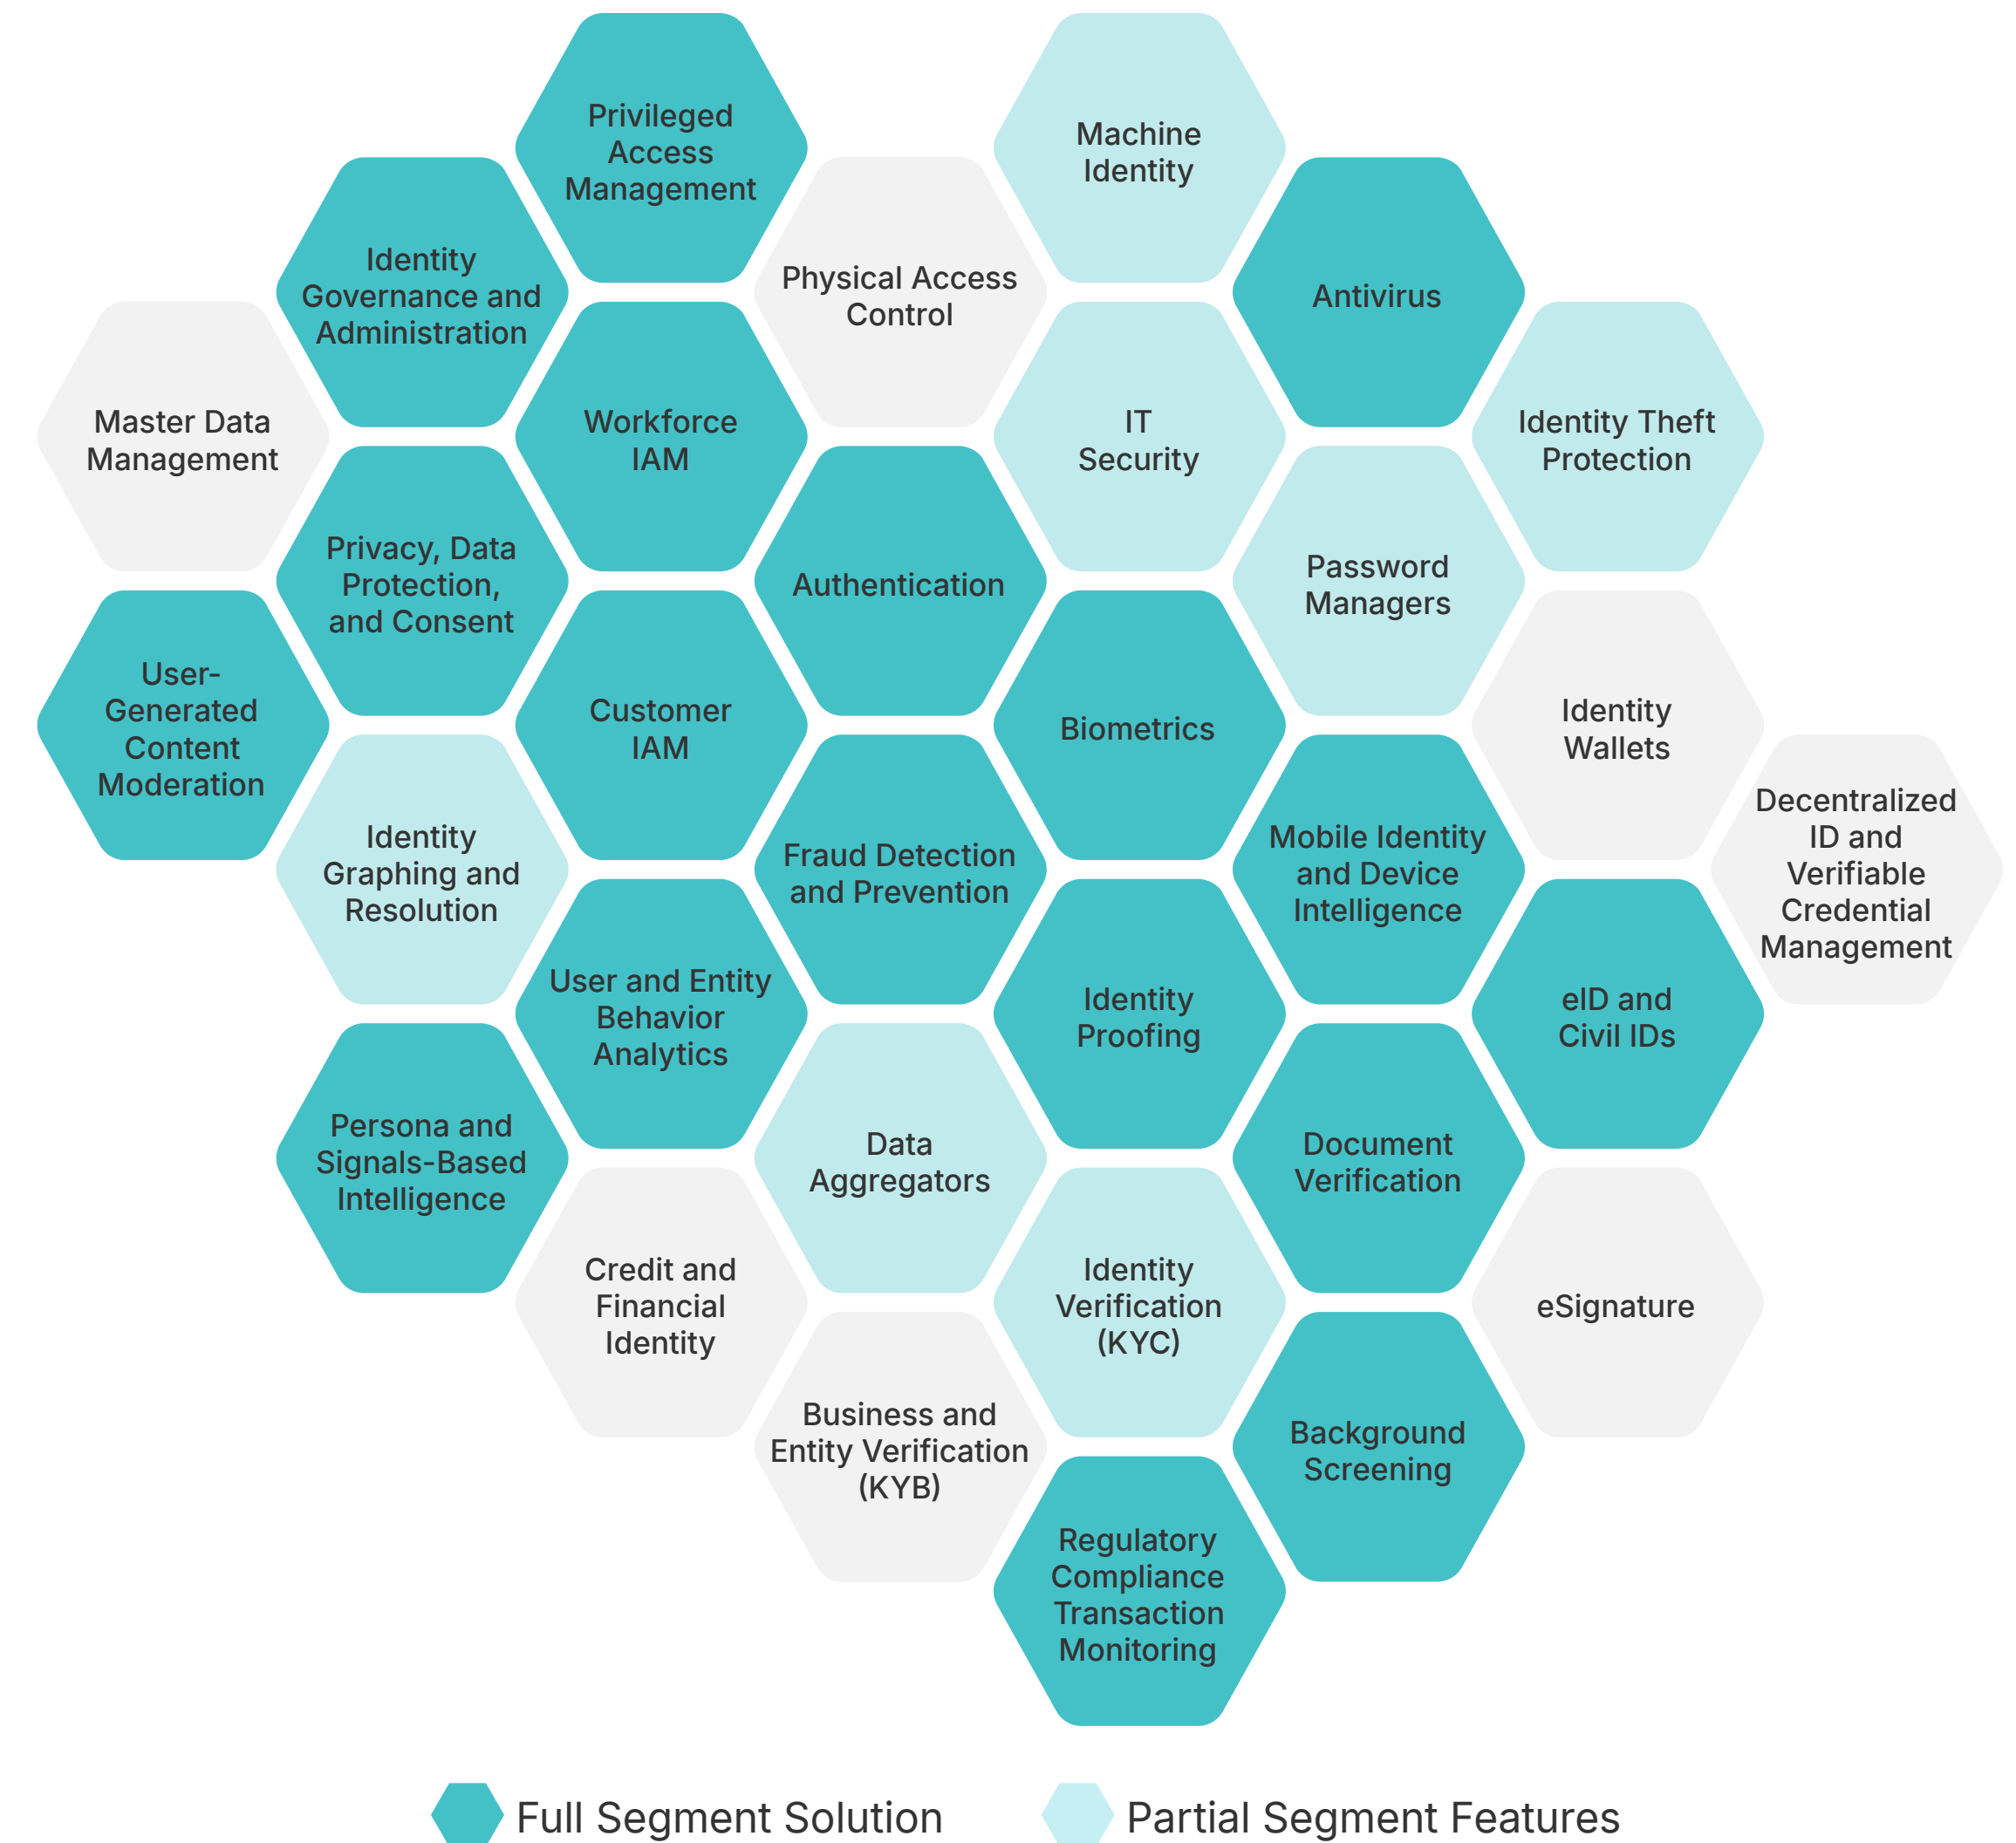 Privileged
Access
Management
Machine
Identity
Identity
Governance and
Administration
Physical Access
Control
Antivirus
Master Data
Management
Workforce
IAM
IT
Security
Identity Theft
Protection
Privacy, Data
Protection,
and Consent
Authentication
Password
Managers
User-
Generated
Content
Moderation
Customer
IAM
Biometrics
Identity
Wallets
Identity
Graphing and
Resolution
Fraud Detection
and Prevention
Mobile Identity
and Device
Intelligence
Decentralized
ID and
Verifiable
Credential
Management
User and Entity
Behavior
Analytics
Identity
Proofing
eID and
Civil IDs
Persona and
Signals-Based
Intelligence
Data
Aggregators
Document
Verification
Credit and
Financial
Identity
Identity
Verification
(KYC)
eSignature
Business and
Entity Verification
(KYB)
Background
Screening
Regulatory
Compliance
Transaction
Monitoring
Full Segment Solution
Partial Segment Features